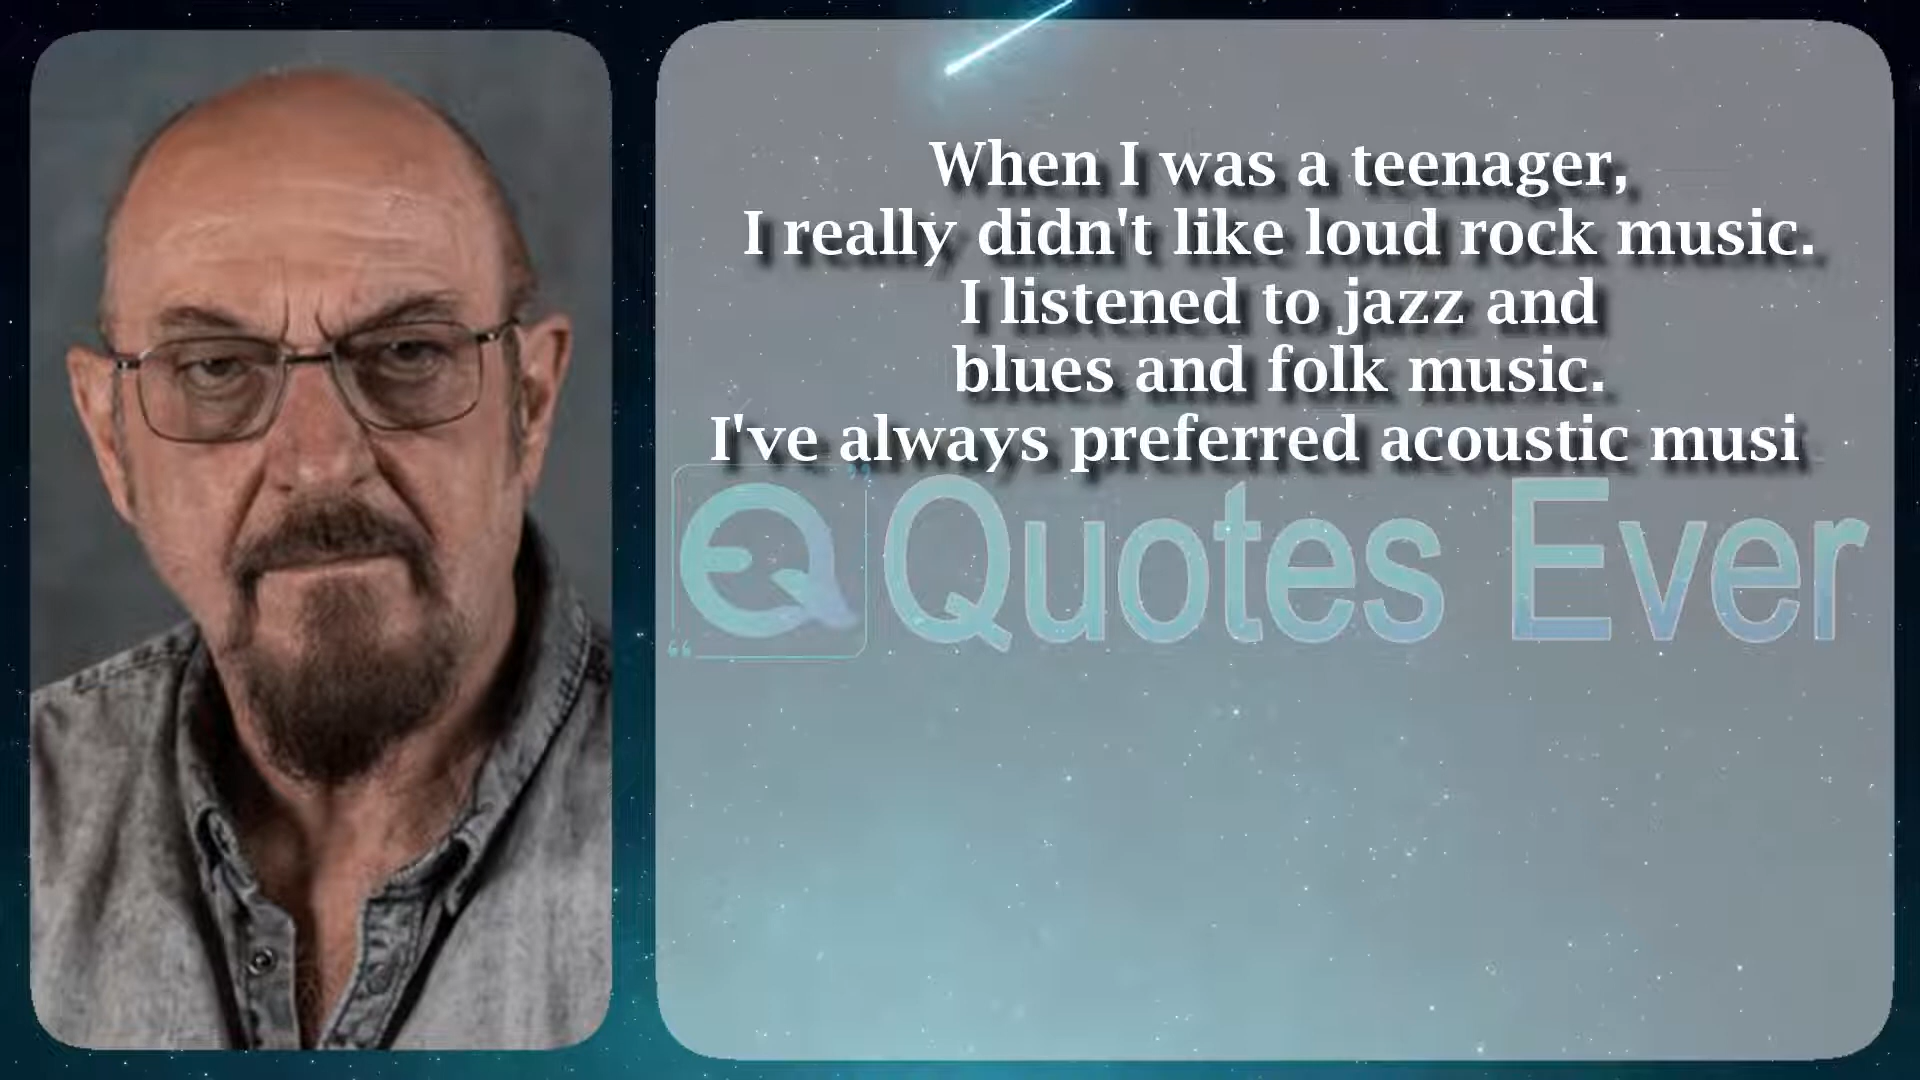 When I was a teenager,
I really didn't like loud rock music.
I listened to jazz and
blues and folk music.
I've always preferred acoustic musi
EQ Quotes Ever